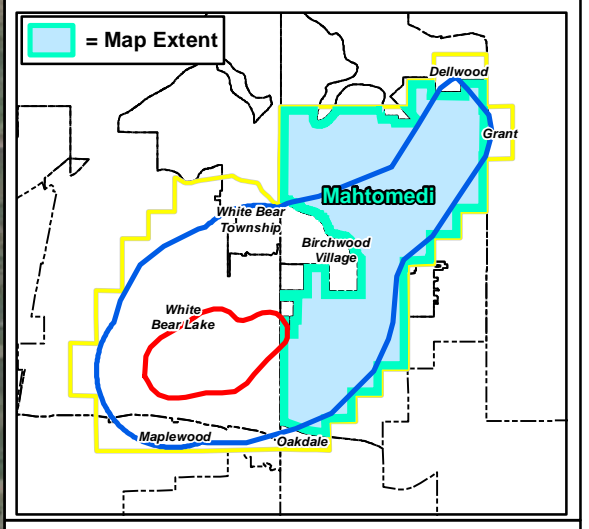 = Map Extent
Dellwood
Grant
Mahtomedi
White Bear
Township
Birchwood
Village
White
Bear Lake
Maplewood
Oakdale